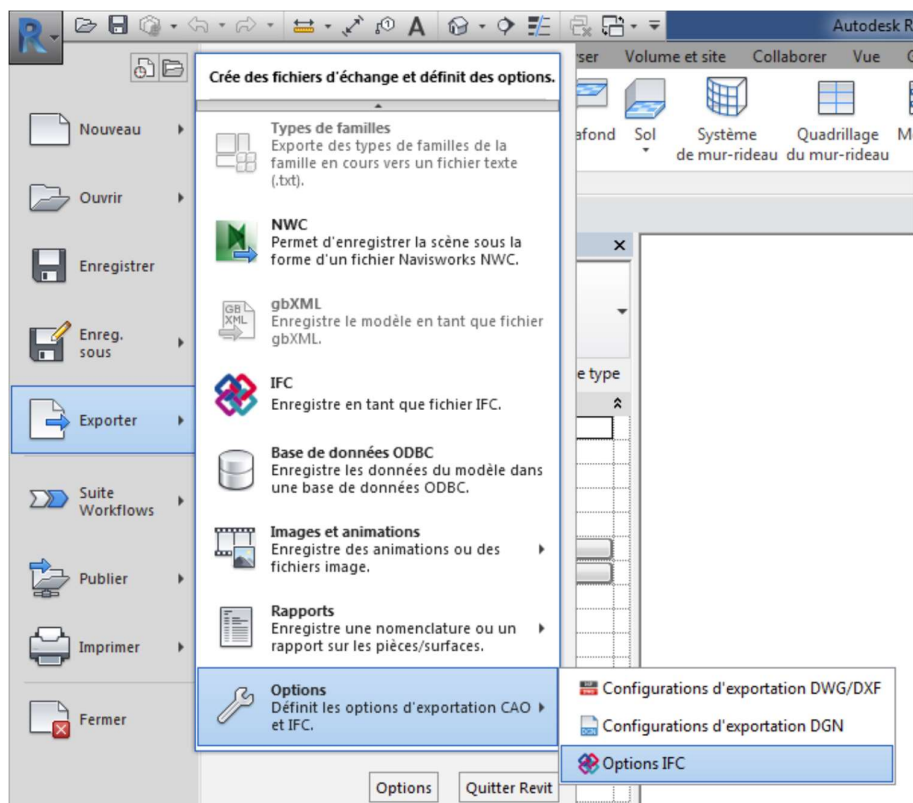 Autodesk R
Crée des fichiers d'échange et définit des options.
Volume et site Collaborer Vue
Nouveau
Ouvrir
Enregistrer
Enreg.
sous
Exporter
Suite
Workflows
Publier
Imprimer
Fermer
Types de familles
Exporte des types de familles de la
famille en cours vers un fichier texte
(.txt).
NWC
Permet d'enregistrer la scène sous la
forme d'un fichier Navisworks NWC.
GB
XML
gbXML
Enregistre le modèle en tant que fichier
gbXML.
IFC
Enregistre en tant que fichier IFC.
Base de données ODBC
Enregistre les données du modèle dans
une base de données ODBC.
Images et animations
Enregistre des animations ou des
fichiers image.
Rapports
Enregistre une nomenclature ou un
rapport sur les pièces/surfaces.
Options
Définit les options d'exportation CAO
et IFC.
afond Sol
Système
de mur-rideau
Quadrillage
du mur-rideau
e type
Configurations d'exportation DWG/DXF
DGN
Configurations d'exportation DGN
Options IFC
Options
Quitter Revit